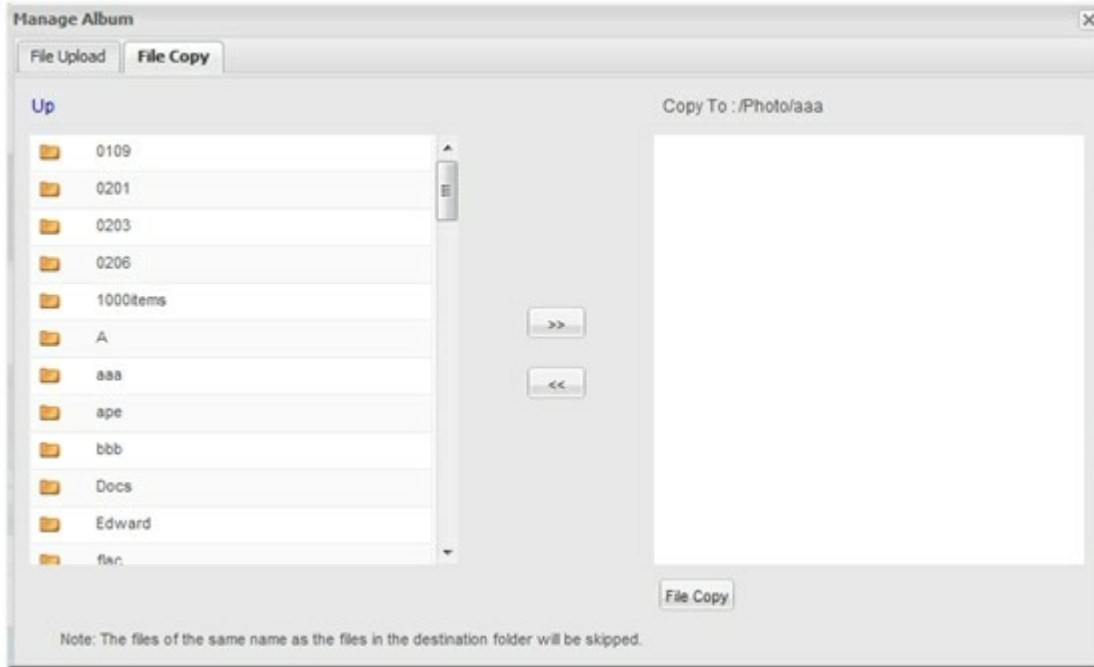 Manage Album
File Upload
File Copy
Up
Copy To : /Photo/aaa
0109
0201
0203
0206
1000items
A
aaa
ape
bbb
Docs
Edward
flac
>>
<<
File Copy
Note: The files of the same name as the files in the destination folder will be skipped.